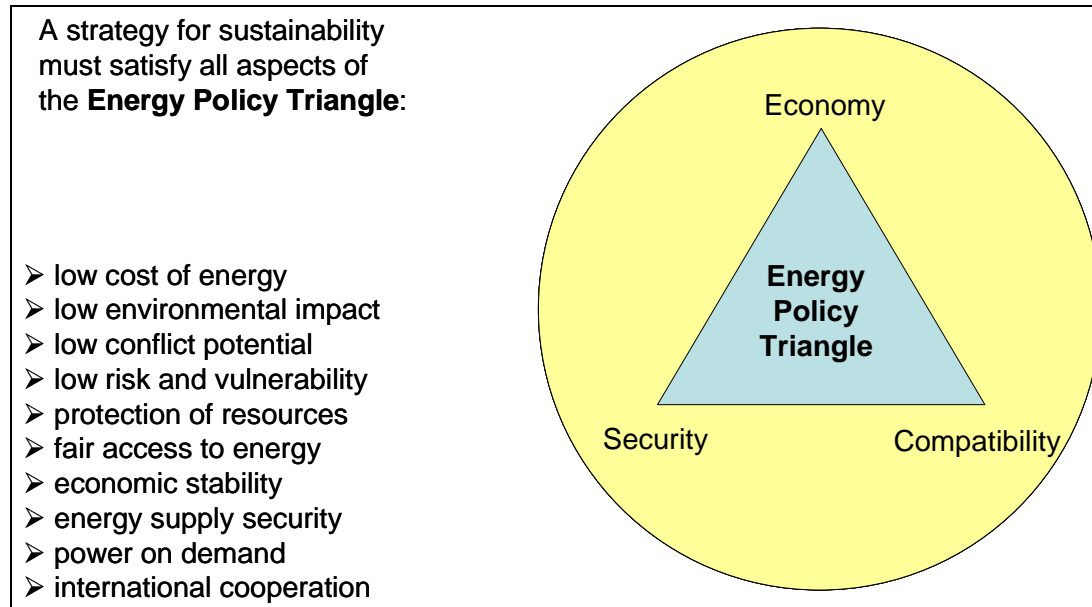 A strategy for sustainability
must satisfy all aspects of
the Energy Policy Triangle:
➢ low cost of energy
➢ low environmental impact
➢ low conflict potential
➢ low risk and vulnerability
➢ protection of resources
➢ fair access to energy
➢ economic stability
➢ energy supply security
➢ power on demand
➢ international cooperation
Economy
Energy
Policy
Triangle
Security
Compatibility